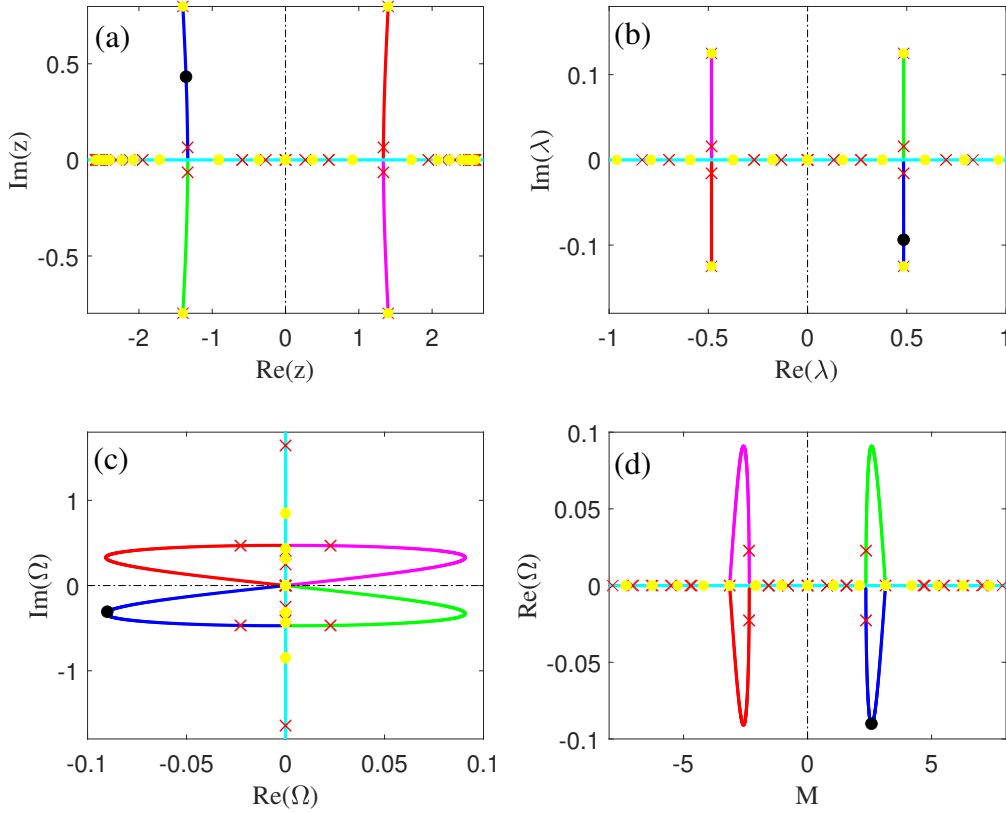 (a)
Im(z)
0.5
0
-0.5
-2 -1 0 1 2
Re(z)
(b)
Im(λ)
0.1
0
-0.1
-1 -0.5 0 0.5 1
Re(λ)
(c)
Im(Ω)
1
0
-1
-0.1 -0.05 0 0.05 0.1
Re(Ω)
(d)
Re(Ω)
0.1
0.05
0
-0.05
-0.1
-5 0 5
M